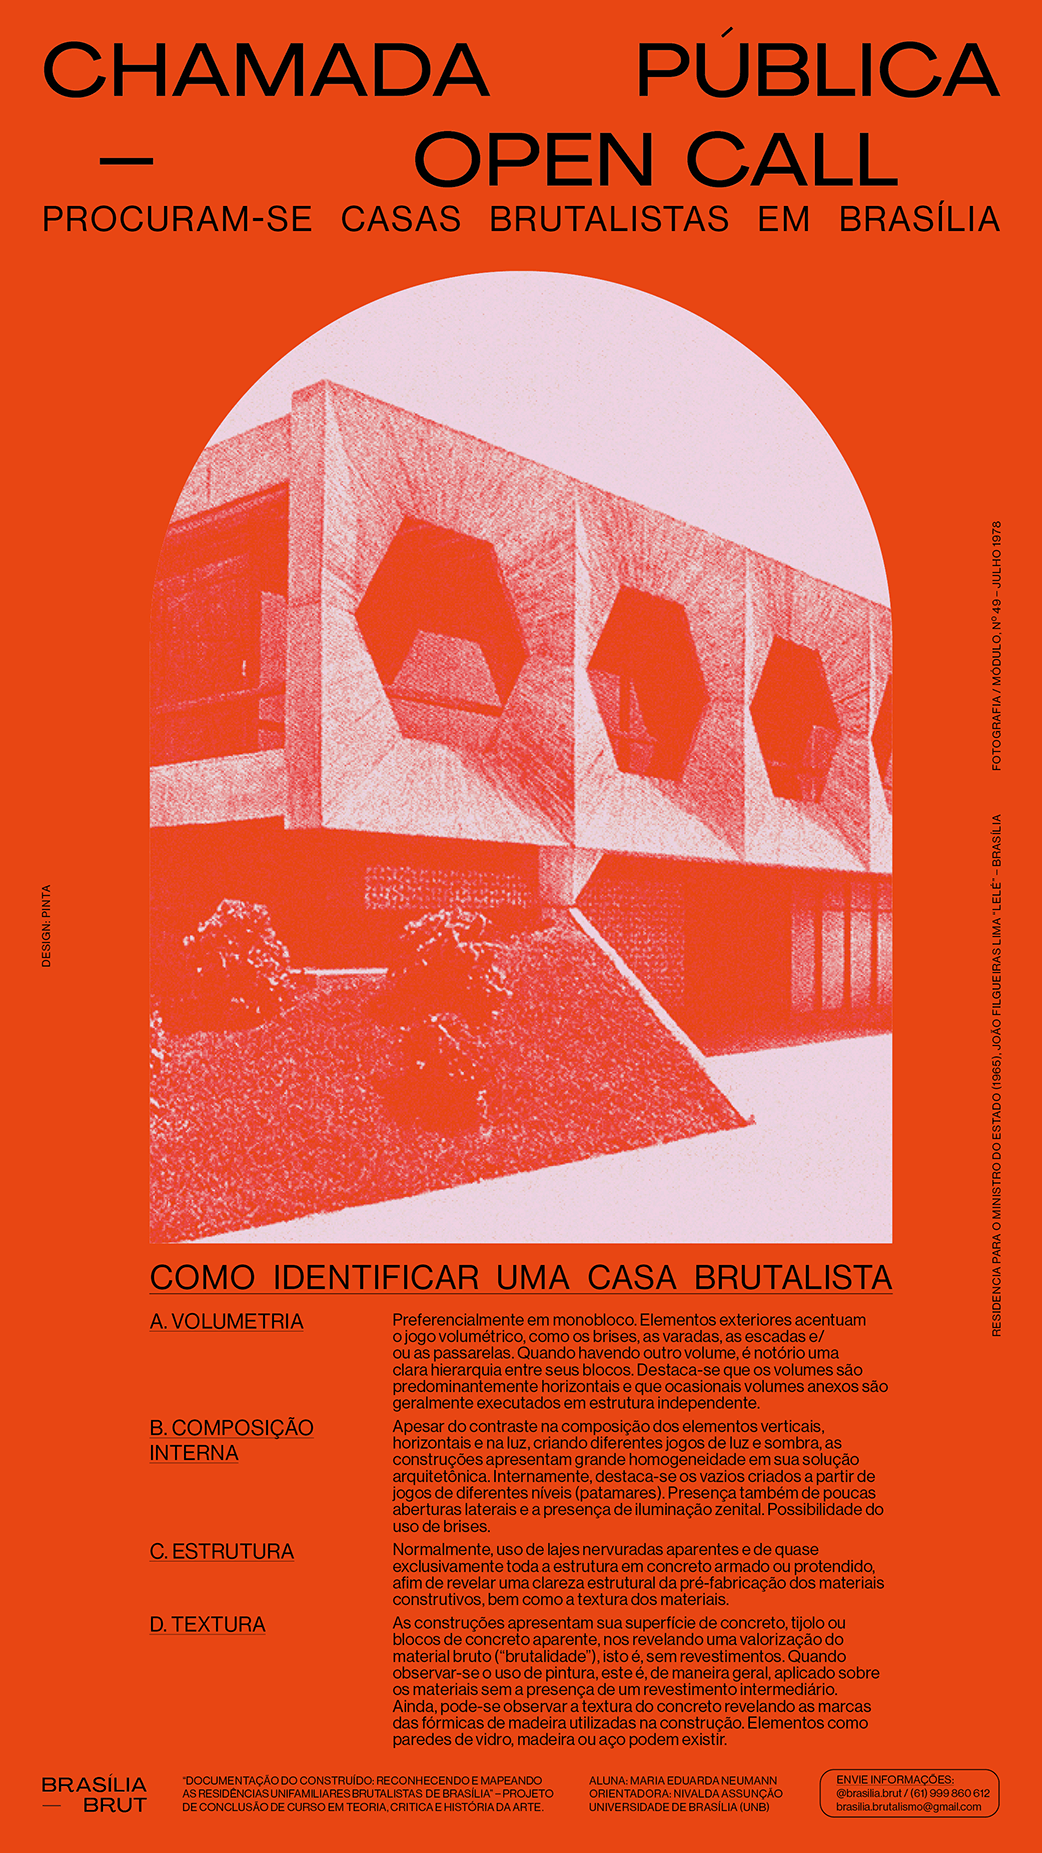 CHAMADA PÚBLICA
— OPEN CALL
PROCURAM-SE CASAS BRUTALISTAS EM BRASÍLIA
DESIGN: PINTA
FOTOGRAFIA / MÓDULO, Nº 49 – JULHO 1978
RESIDENCIA PARA O MINISTRO DO ESTADO (1965), JOÃO FILGUEIRAS LIMA "LELÉ" – BRASÍLIA
COMO IDENTIFICAR UMA CASA BRUTALISTA
A. VOLUMETRIA
Preferencialmente em monobloco. Elementos exteriores acentuam
o jogo volumétrico, como os brises, as varadas, as escadas e/
ou as passarelas. Quando havendo outro volume, é notório uma
clara hierarquia entre seus blocos. Destaca-se que os volumes são
predominantemente horizontais e que ocasionais volumes anexos são
geralmente executados em estrutura independente.
B. COMPOSIÇÃO
INTERNA
Apesar do contraste na composição dos elementos verticais,
horizontais e na luz, criando diferentes jogos de luz e sombra, as
construções apresentam grande homogeneidade em sua solução
arquitetônica. Internamente, destaca-se os vazios criados a partir de
jogos de diferentes níveis (patamares). Presença também de poucas
aberturas laterais e a presença de iluminação zenital. Possibilidade do
uso de brises.
C. ESTRUTURA
Normalmente, uso de lajes nervuradas aparentes e de quase
exclusivamente toda a estrutura em concreto armado ou protendido,
afim de revelar uma clareza estrutural da pré-fabricação dos materiais
construtivos, bem como a textura dos materiais.
D. TEXTURA
As construções apresentam sua superfície de concreto, tijolo ou
blocos de concreto aparente, nos revelando uma valorização do
material bruto ("brutalidade"), isto é, sem revestimentos. Quando
observar-se o uso de pintura, este é, de maneira geral, aplicado sobre
os materiais sem a presença de um revestimento intermediário.
Ainda, pode-se observar a textura do concreto revelando as marcas
das fórmicas de madeira utilizadas na construção. Elementos como
paredes de vidro, madeira ou aço podem existir.
BRASÍLIA
— BRUT
"DOCUMENTAÇÃO DO CONSTRUÍDO: RECONHECENDO E MAPEANDO
AS RESIDÊNCIAS UNIFAMILIARES BRUTALISTAS DE BRASÍLIA" – PROJETO
DE CONCLUSÃO DE CURSO EM TEORIA, CRITICA E HISTÓRIA DA ARTE.
ALUNA: MARIA EDUARDA NEUMANN
ORIENTADORA: NIVALDA ASSUNÇÃO
UNIVERSIDADE DE BRASÍLIA (UNB)
ENVIE INFORMAÇÕES:
@brasilia.brut / (61) 999 860 612
brasilia.brutalismo@gmail.com